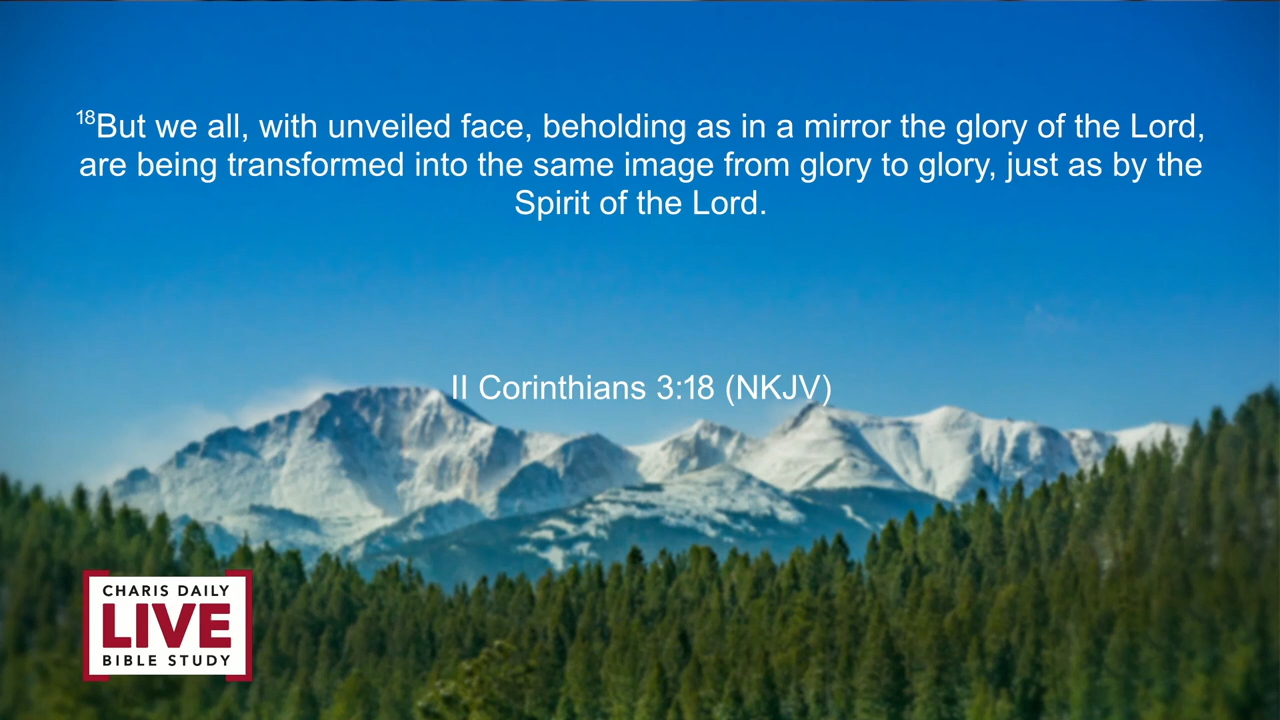 18But we all, with unveiled face, beholding as in a mirror the glory of the Lord,
are being transformed into the same image from glory to glory, just as by the
Spirit of the Lord.
II Corinthians 3:18 (NKJV)
CHARIS DAILY
LIVE
BIBLE STUDY